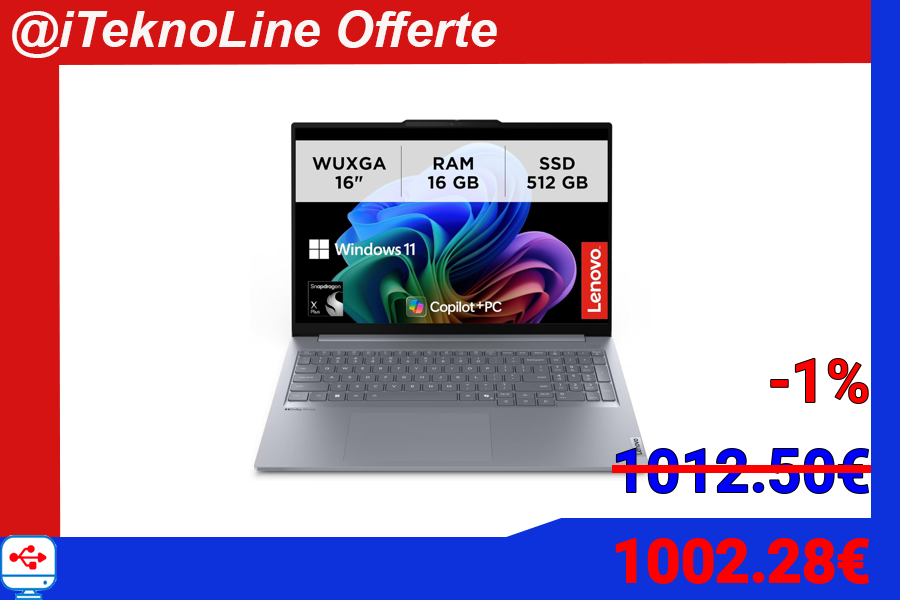 @iTeknoLine Offerte
WUXGA
16"
RAM
16 GB
SSD
512 GB
Windows 11
Snapdragon
X
Plus
Copilot+PC
Lenovo
Lenovo
-1%
1012.50€
1002.28€